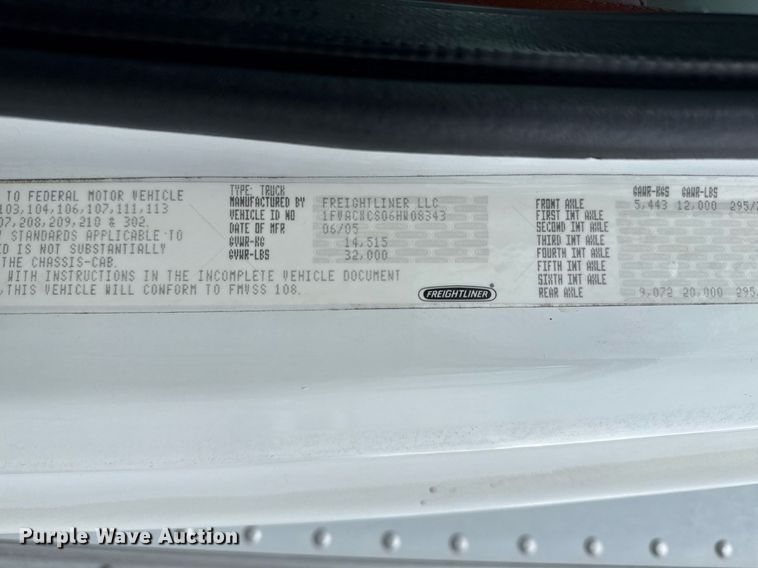 TO FEDERAL MOTOR VEHICLE
103,104,106,107,111,113
07,208,209,210 & 302.
STANDARDS APPLICABLE TO
D IS NOT SUBSTANTIALLY
THE CHASSIS-CAB.
WITH INSTRUCTIONS IN THE INCOMPLETE VEHICLE DOCUMENT
,THIS VEHICLE WILL CONFORM TO FMVSS 108.
TYPE: TRUCK
MANUFACTURED BY FREIGHTLINER LLC
VEHICLE ID NO 1FVACXCS06HW08343
DATE OF MFR 06/05
GVWR-KG 14,515
GVWR-LBS 32,000
FREIGHTLINER
GAWR-KGS GAWR-LBS
FRONT AXLE 5,443 12,000 295/
FIRST INT AXLE
SECOND INT AXLE
THIRD INT AXLE
FOURTH INT AXLE
FIFTH INT AXLE
SIXTH INT AXLE
REAR AXLE 9,072 20,000 295/
Purple Wave Auction